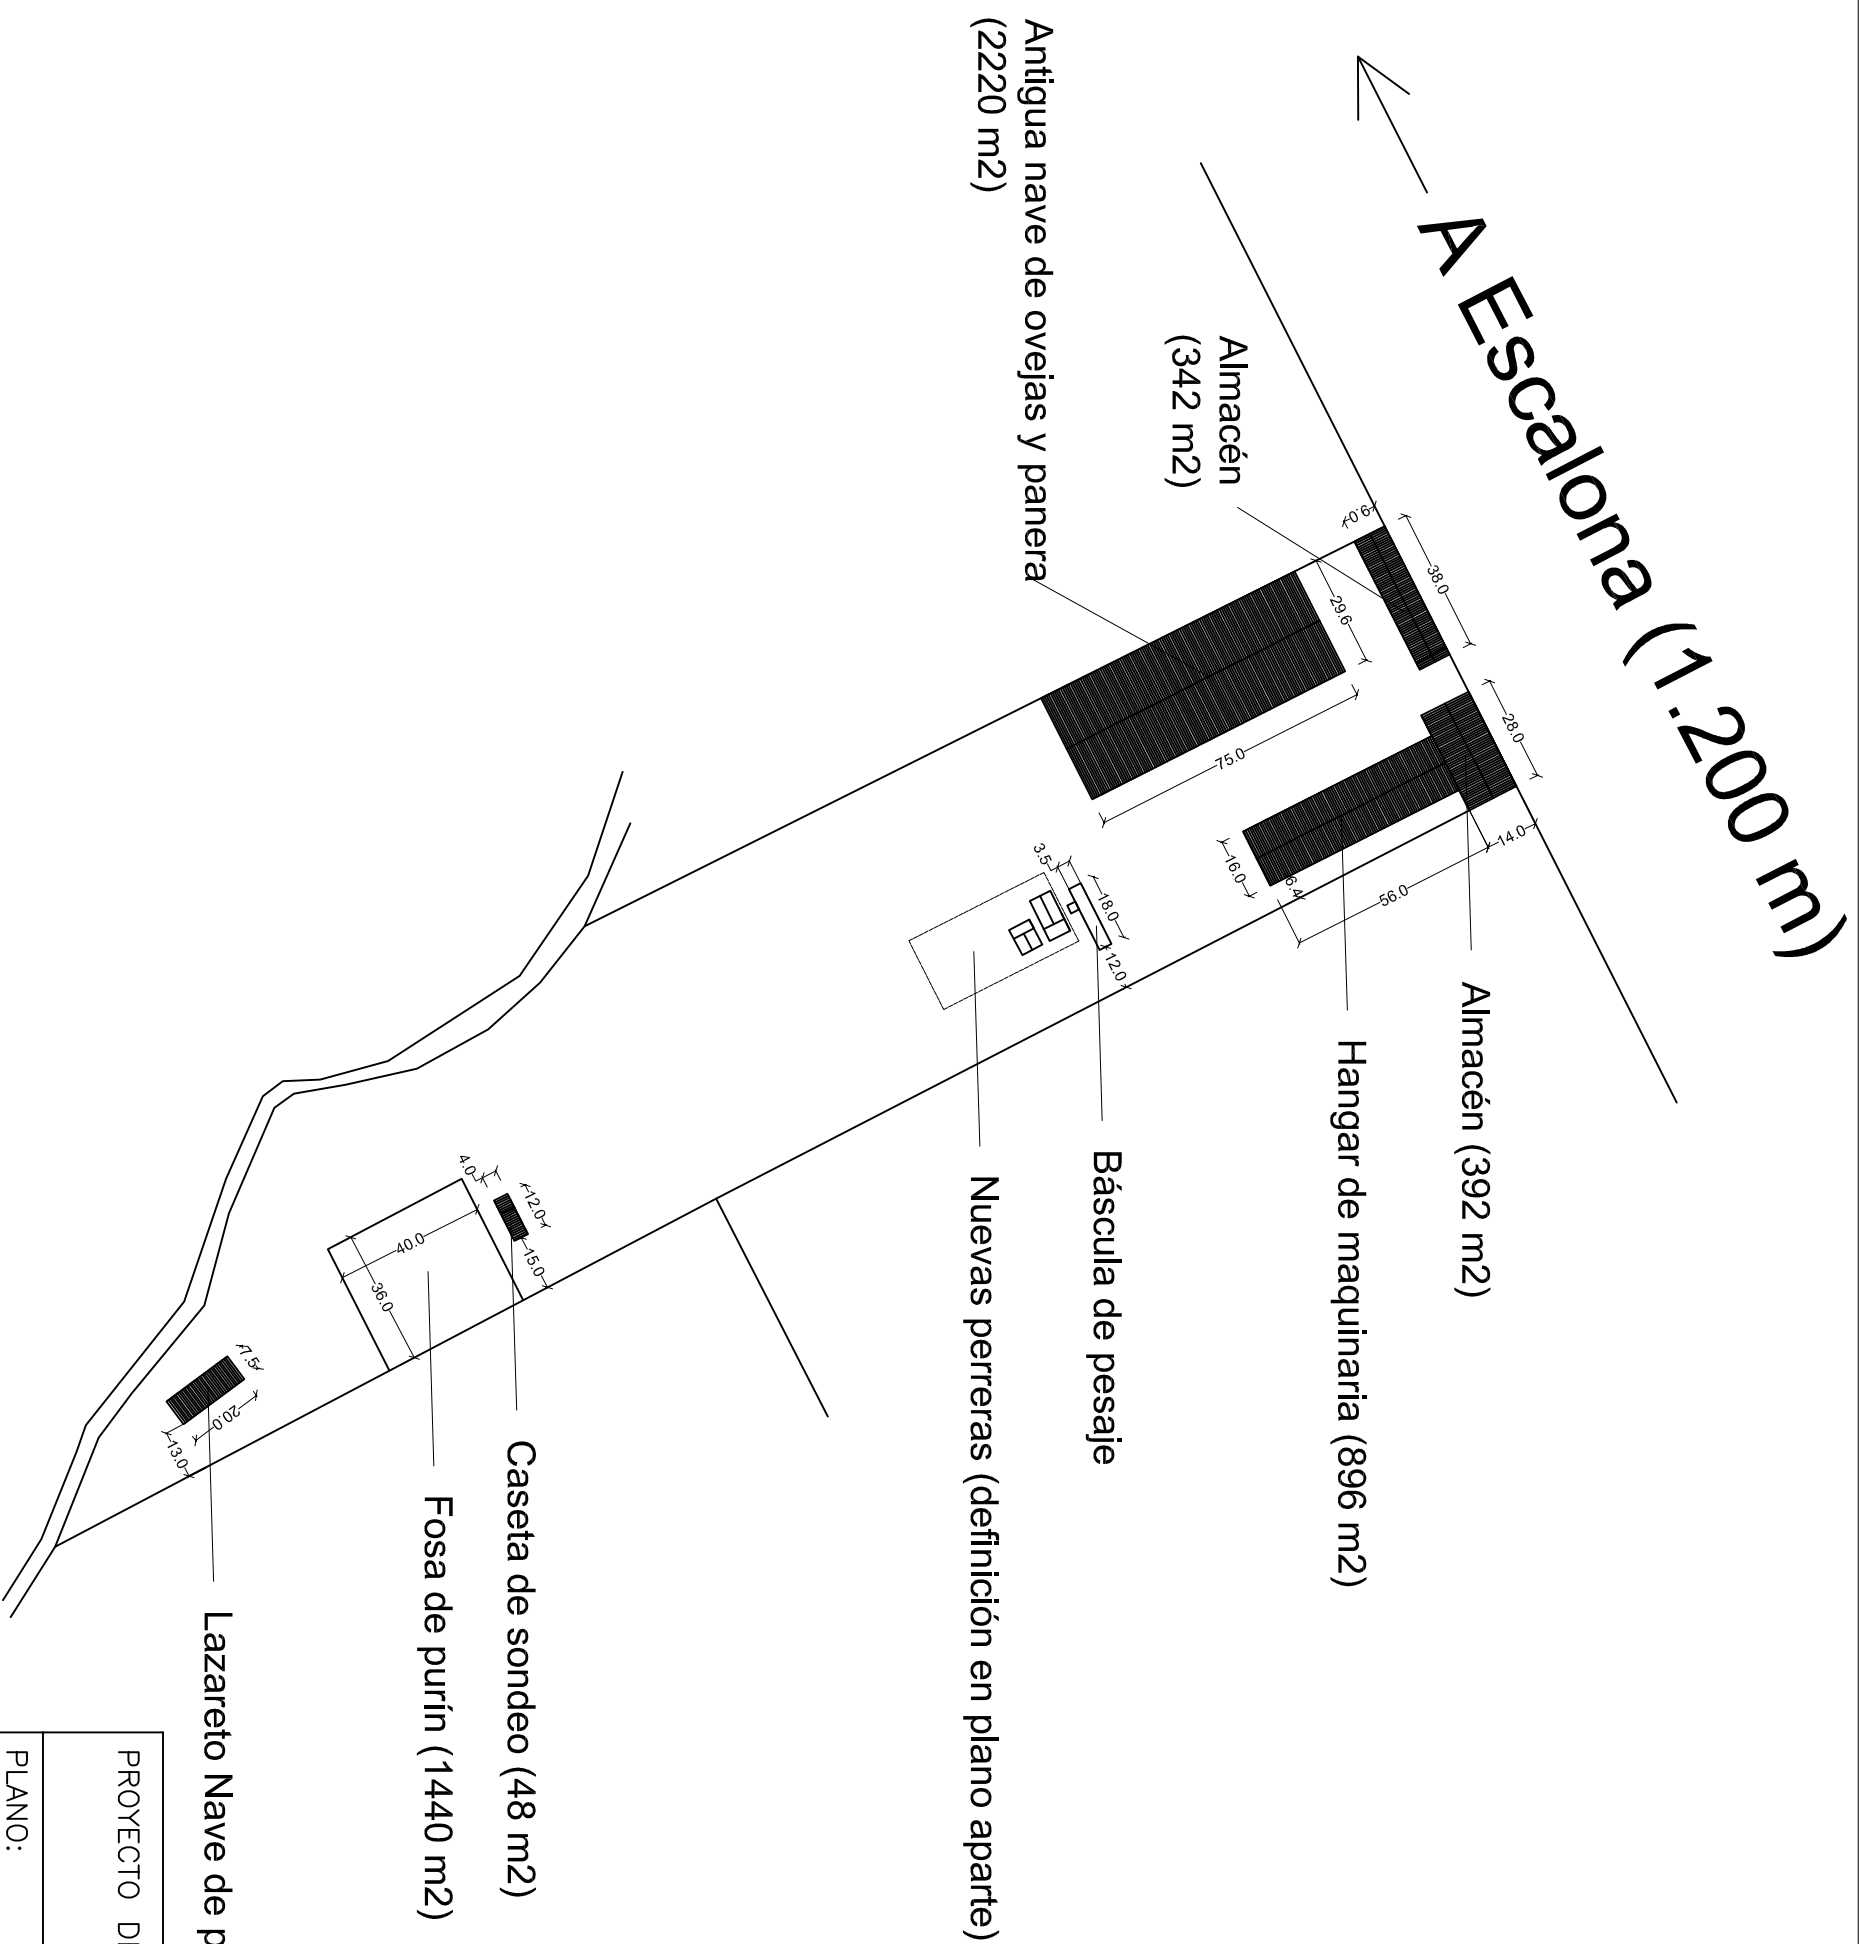 A Escalona (1.200 m)
Almacén (392 m2)
Hangar de maquinaria (896 m2)
Almacén
(342 m2)
Báscula de pesaje
Antigua nave de ovejas y panera
(2220 m2)
Nuevas perreras (definición en plano aparte)
Caseta de sondeo (48 m2)
Fosa de purín (1440 m2)
Lazareto Nave de p
38.0
9.0
28.0
29.6
14.0
75.0
56.0
16.0
6.4
3.5
18.0
12.0
4.0
12.0
15.0
40.0
36.0
7.5
20.0
13.0
PROYECTO DE
PLANO: